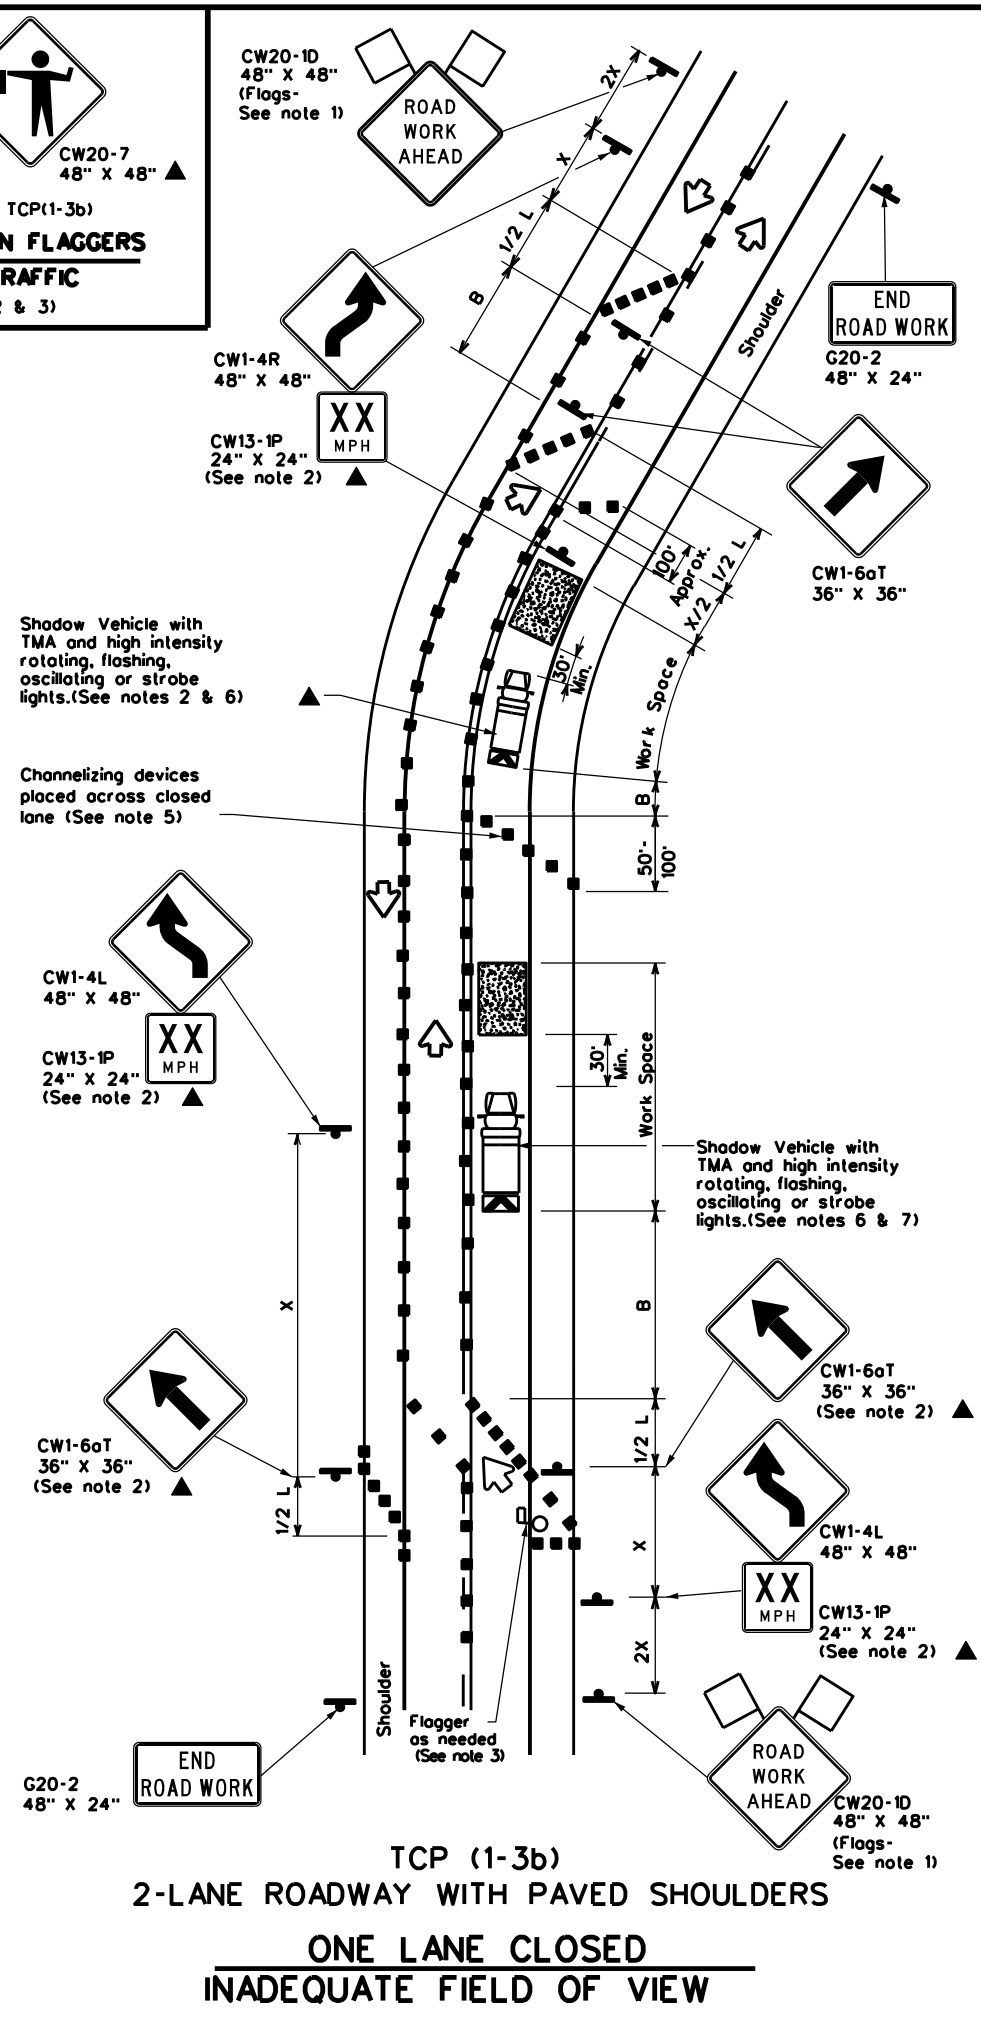 CW20-7
48" X 48"
TCP(1-3b)
N FLAGGERS
RAFFIC
& 3)
CW20-1D
48" X 48"
(Flags-
See note 1)
ROAD
WORK
AHEAD
2X
X
1/2 L
B
CW1-4R
48" X 48"
XX
MPH
CW13-1P
24" X 24"
(See note 2)
Shoulder
END
ROAD WORK
G20-2
48" X 24"
CW1-6aT
36" X 36"
100'
Approx.
1/2 L
X/2
30'
Min.
Work Space
B
50'-
100'
Shadow Vehicle with
TMA and high intensity
rotating, flashing,
oscillating or strobe
lights.(See notes 2 & 6)
Channelizing devices
placed across closed
lane (See note 5)
CW1-4L
48" X 48"
XX
MPH
CW13-1P
24" X 24"
(See note 2)
30'
Min.
Work Space
Shadow Vehicle with
TMA and high intensity
rotating, flashing,
oscillating or strobe
lights.(See notes 6 & 7)
X
B
CW1-6aT
36" X 36"
(See note 2)
1/2 L
CW1-6aT
36" X 36"
(See note 2)
1/2 L
X
CW1-4L
48" X 48"
XX
MPH
CW13-1P
24" X 24"
(See note 2)
2X
Shoulder
Flagger
as needed
(See note 3)
END
ROAD WORK
G20-2
48" X 24"
ROAD
WORK
AHEAD
CW20-1D
48" X 48"
(Flags-
See note 1)
TCP (1-3b)
2-LANE ROADWAY WITH PAVED SHOULDERS
ONE LANE CLOSED
INADEQUATE FIELD OF VIEW